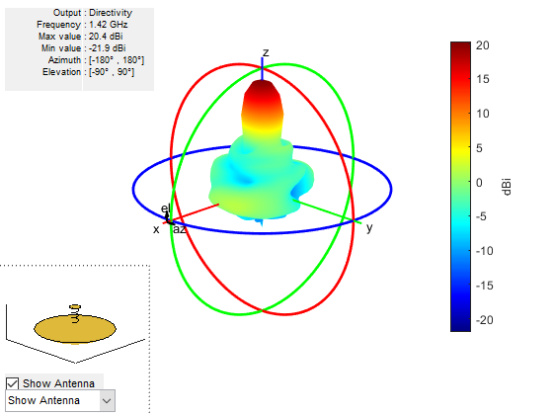 Output : Directivity
Frequency : 1.42 GHz
Max value : 20.4 dBi
Min value : -21.9 dBi
Azimuth : [-180° , 180°]
Elevation : [-90° , 90°]
z
el
x
az
y
20
15
10
5
0
-5
-10
-15
-20
dBi
Show Antenna
Show Antenna